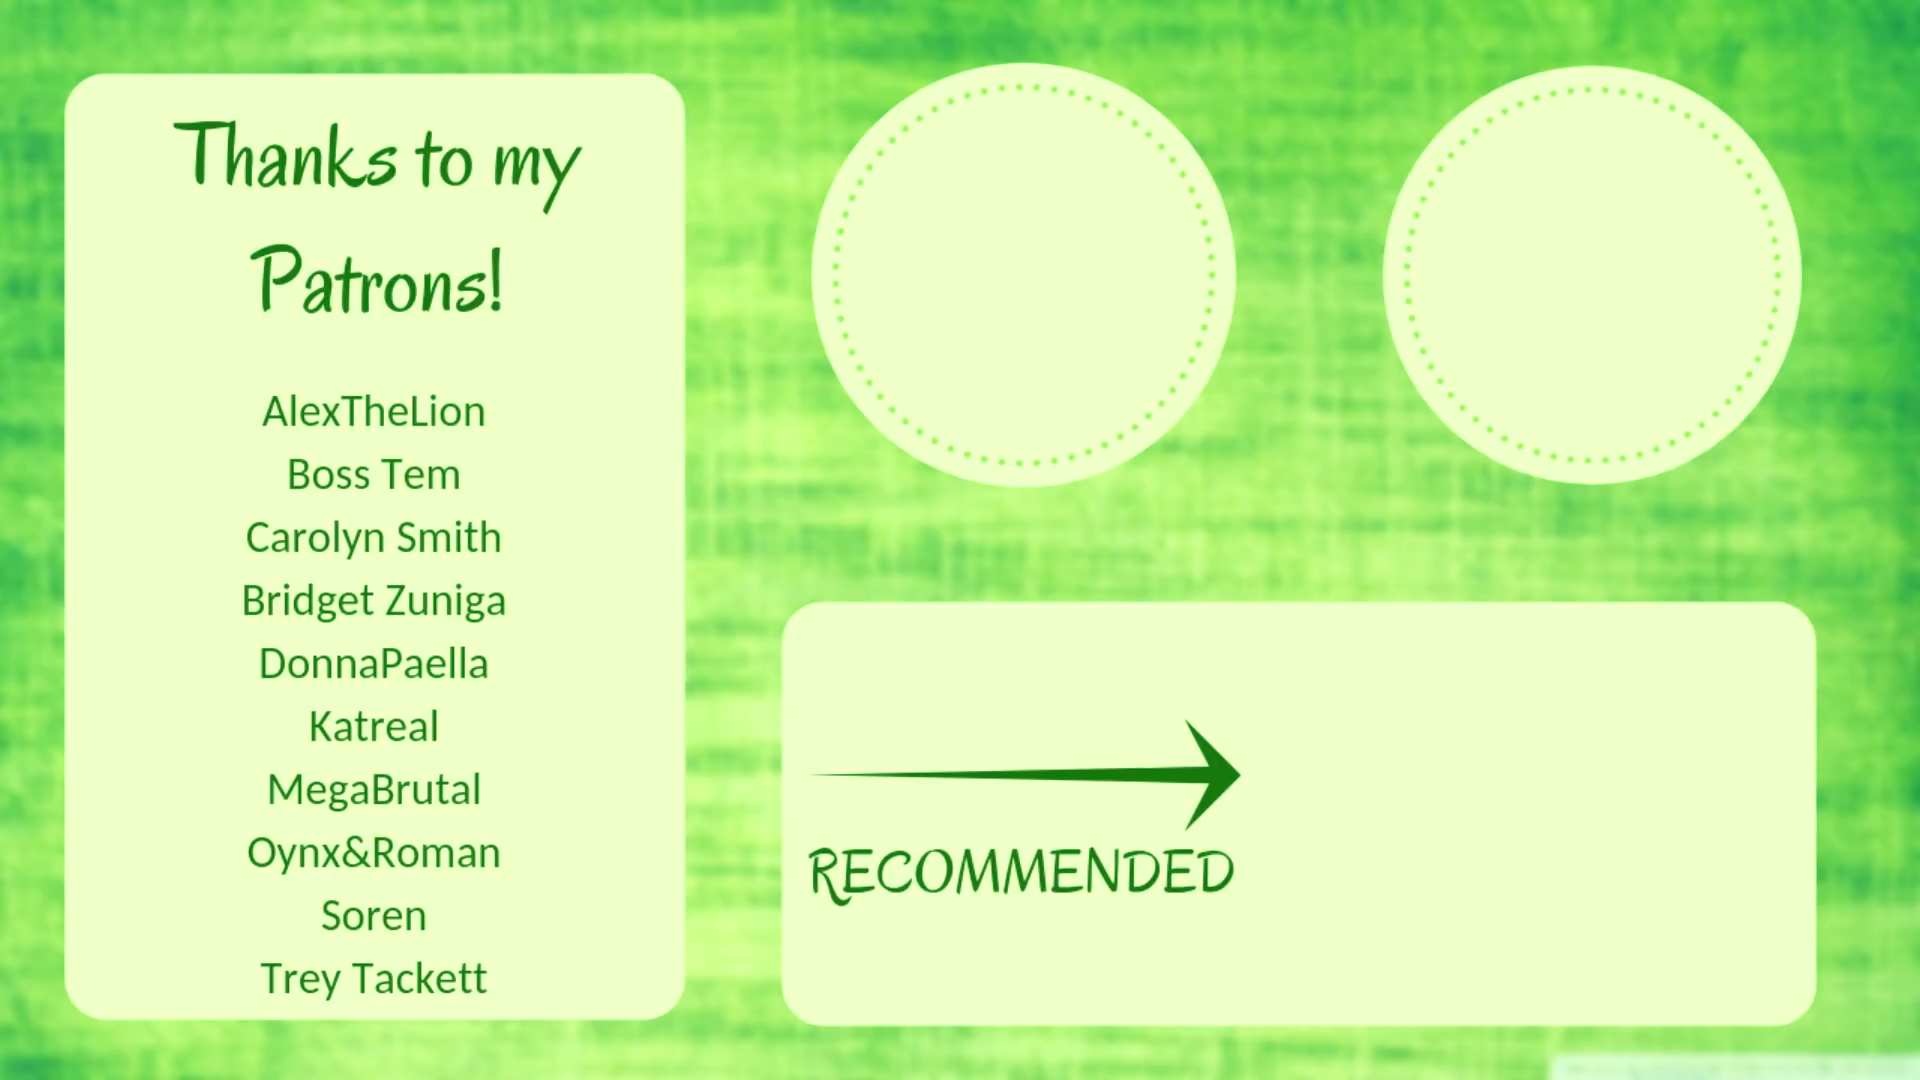 Thanks to my
Patrons!
AlexTheLion
Boss Tem
Carolyn Smith
Bridget Zuniga
DonnaPaella
Katreal
MegaBrutal
Oynx&Roman
Soren
Trey Tackett
RECOMMENDED